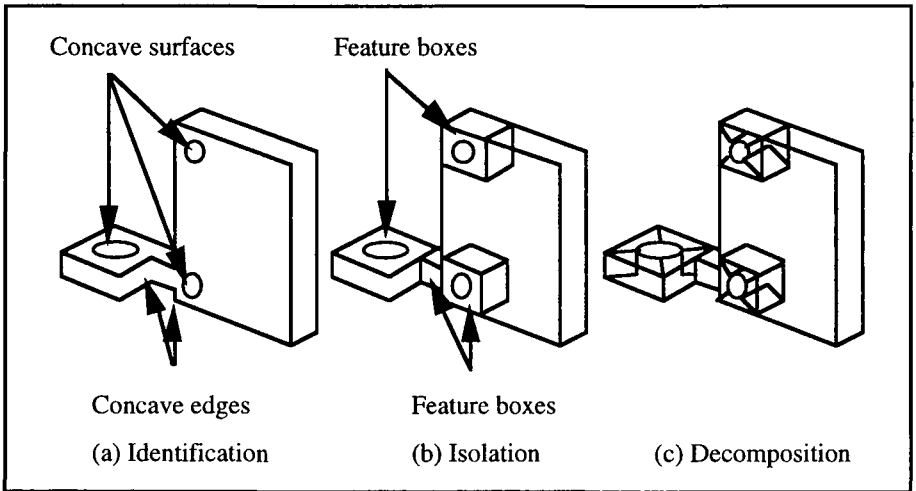 Concave surfaces
Feature boxes
Concave edges
Feature boxes
(a) Identification
(b) Isolation
(c) Decomposition